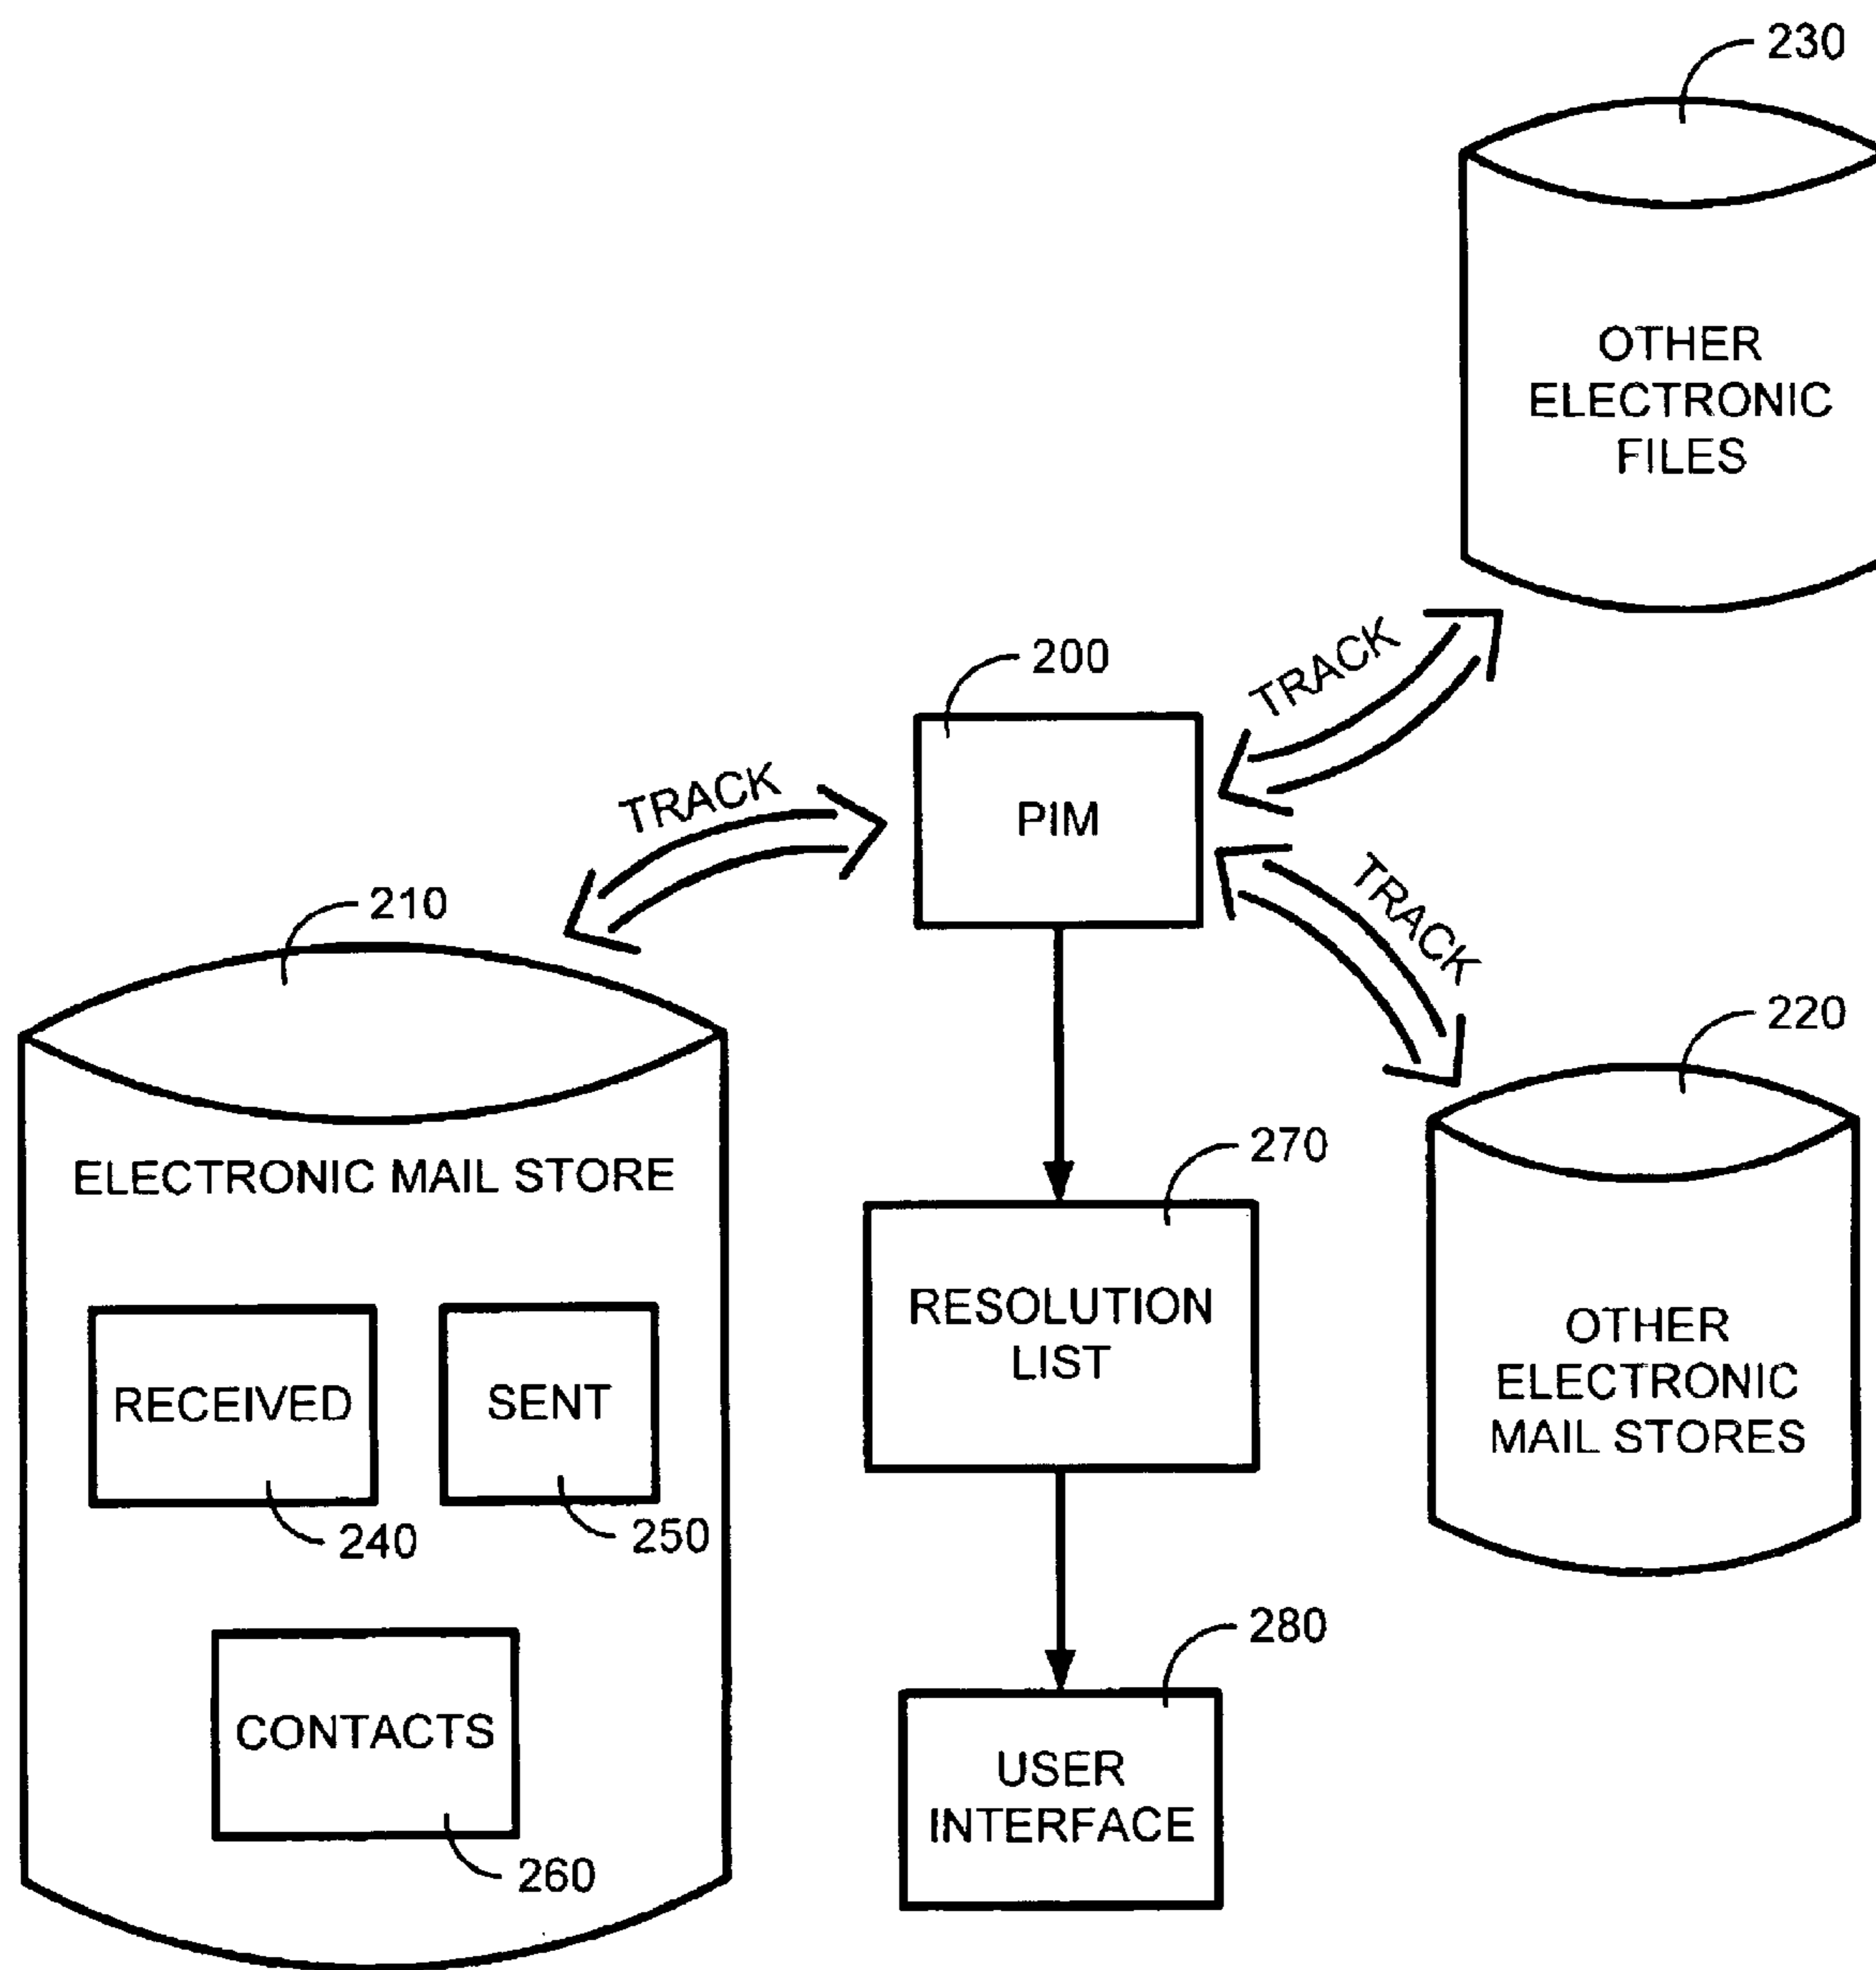 230
OTHER
ELECTRONIC
FILES
200
TRACK
PIM
TRACK
TRACK
210
220
ELECTRONIC MAIL STORE
270
RESOLUTION
LIST
OTHER
ELECTRONIC
MAIL STORES
RECEIVED
SENT
240
250
280
CONTACTS
USER
INTERFACE
260